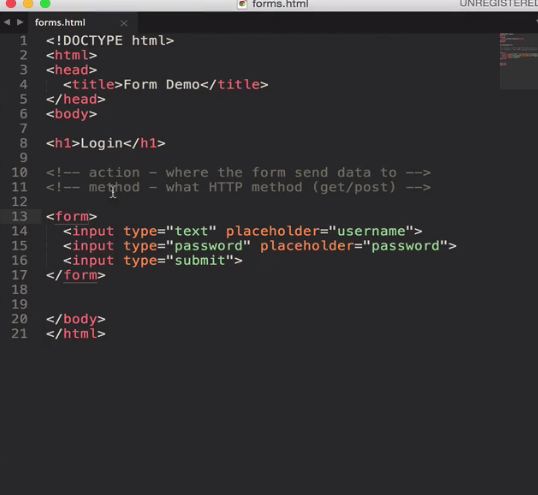 forms.html
UNREGISTERED
forms.html
1 <!DOCTYPE html>
2 <html>
3 <head>
4 <title>Form Demo</title>
5 </head>
6 <body>
7
8 <h1>Login</h1>
9
10 <!-- action - where the form send data to -->
11 <!-- method - what HTTP method (get/post) -->
12
13 <form>
14 <input type="text" placeholder="username">
15 <input type="password" placeholder="password">
16 <input type="submit">
17 </form>
18
19
20 </body>
21 </html>